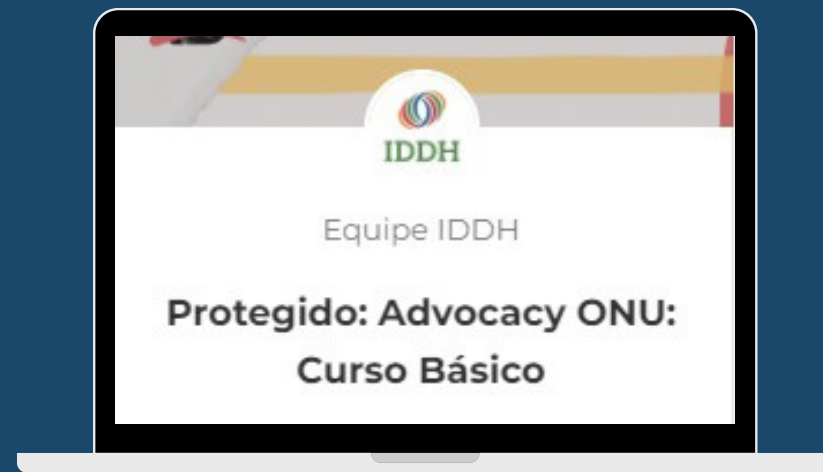 IDDH
Equipe IDDH
Protegido: Advocacy ONU:
Curso Básico